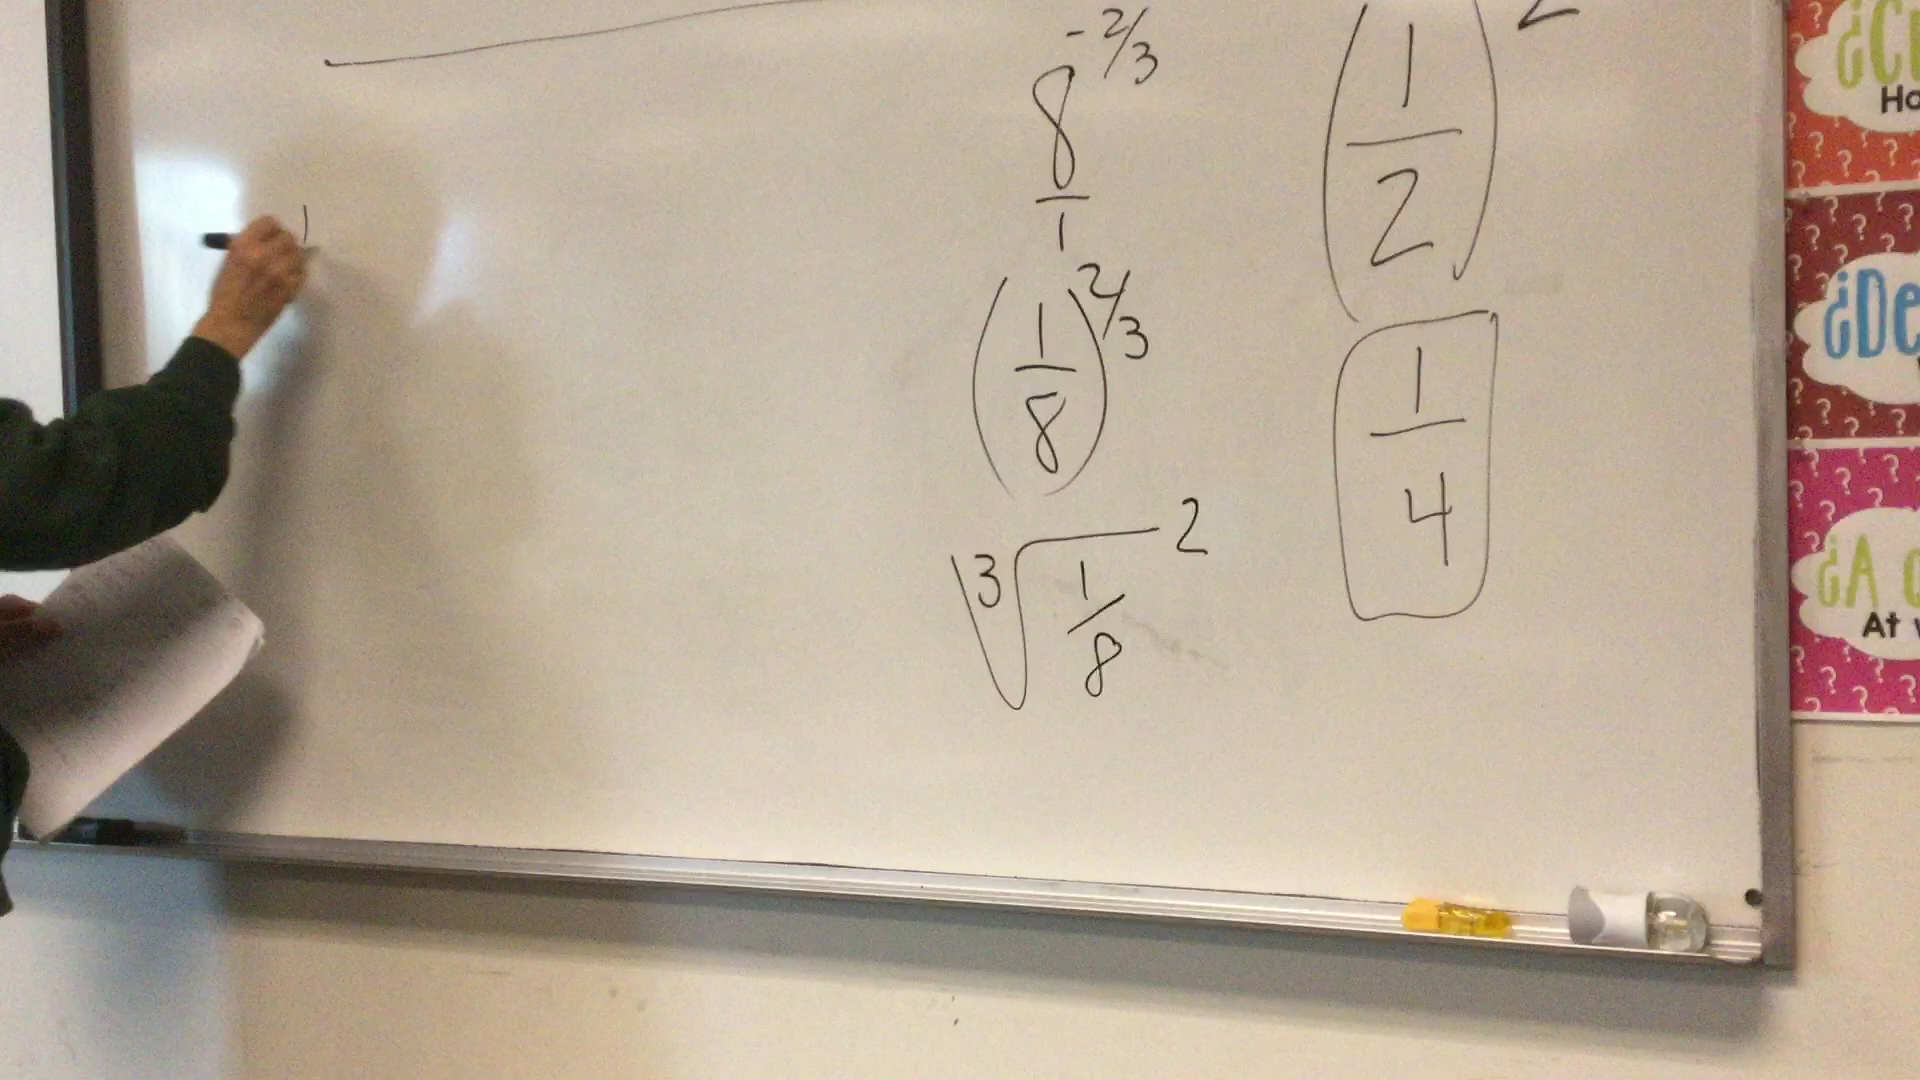 8^{-2/3}
―
1
(1/8)^{2/3}
∛(1/8)^2
(1/2)^2
1/4
Ho
¿De
¿A
At